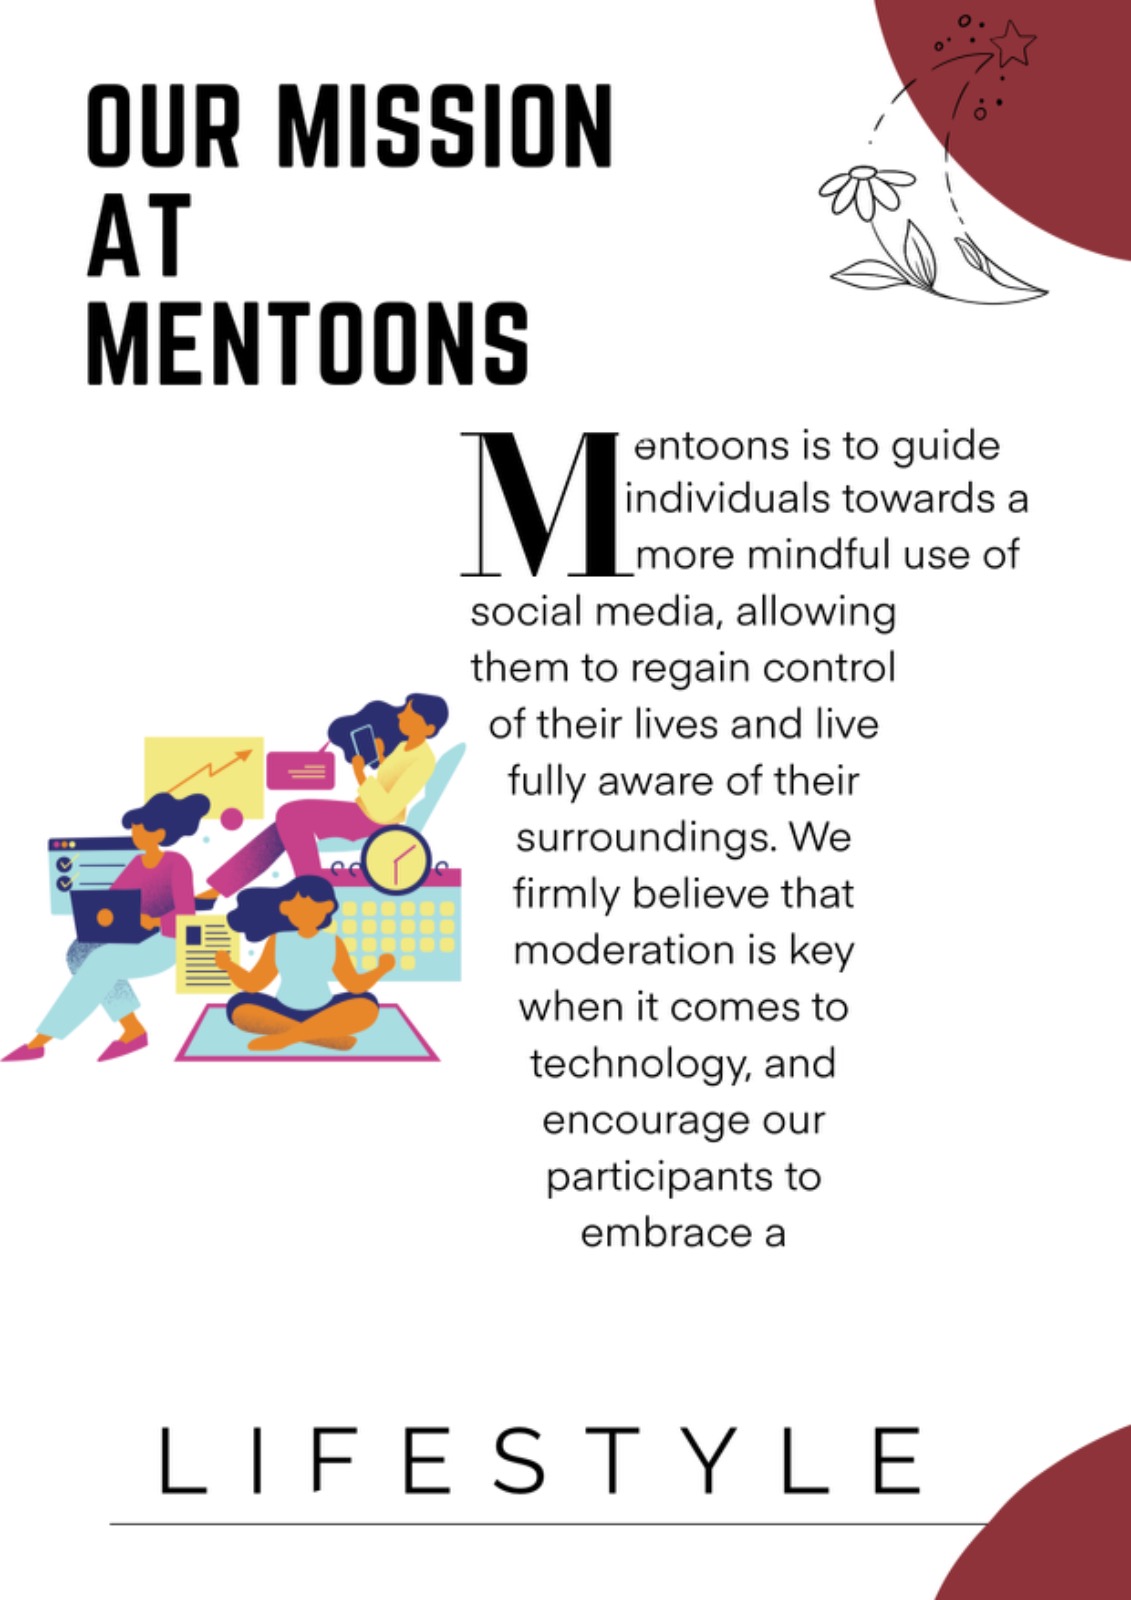 OUR MISSION
AT
MENTOONS
Mentoons is to guide
individuals towards a
more mindful use of
social media, allowing
them to regain control
of their lives and live
fully aware of their
surroundings. We
firmly believe that
moderation is key
when it comes to
technology, and
encourage our
participants to
embrace a
LIFESTYLE